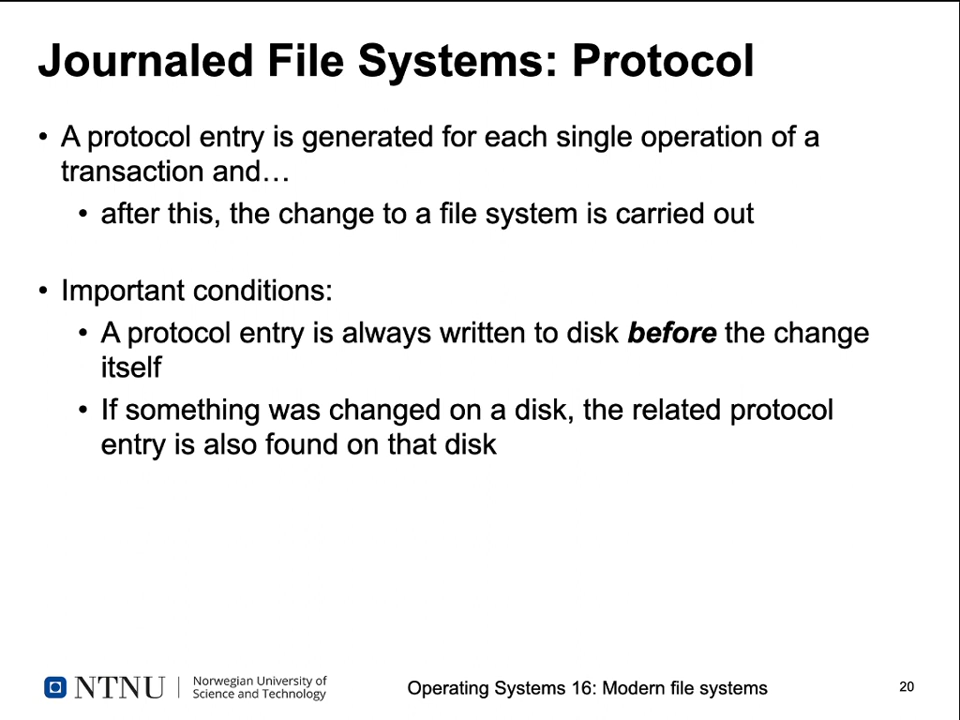 Journaled File Systems: Protocol
• A protocol entry is generated for each single operation of a
transaction and…
• after this, the change to a file system is carried out
• Important conditions:
• A protocol entry is always written to disk before the change
itself
• If something was changed on a disk, the related protocol
entry is also found on that disk
NTNU
Norwegian University of
Science and Technology
Operating Systems 16: Modern file systems
20